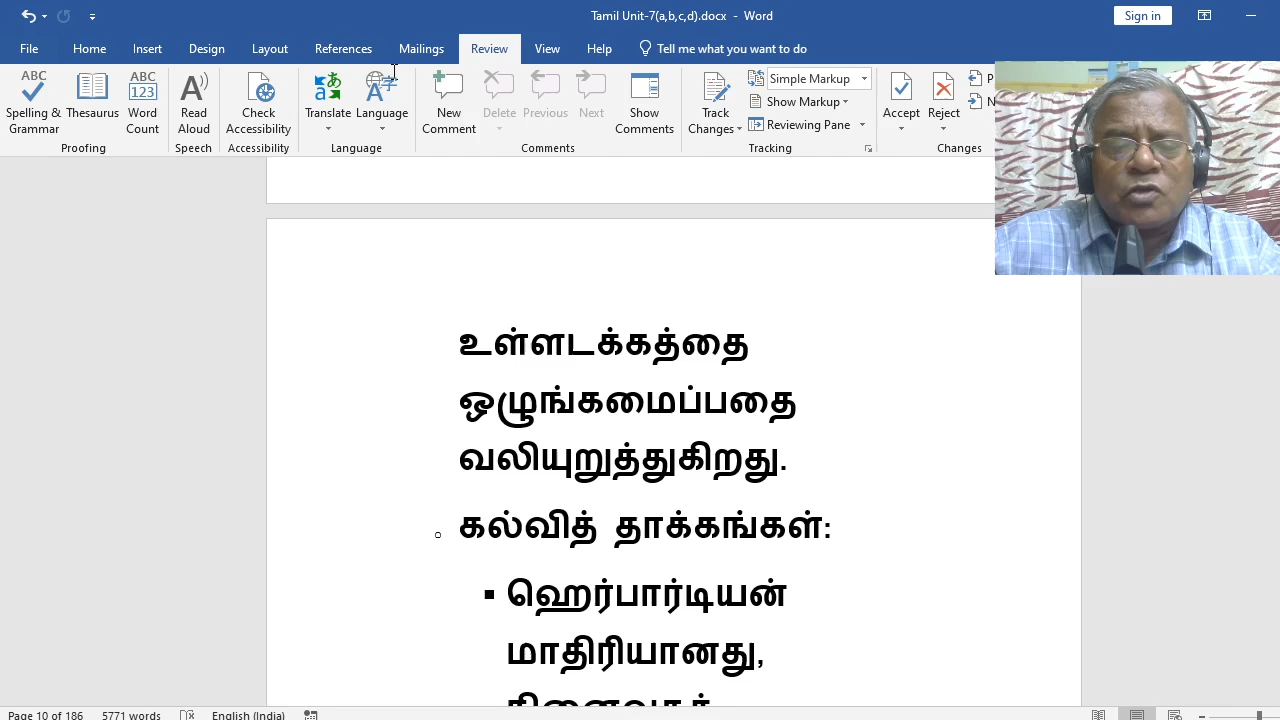 Tamil Unit-7(a,b,c,d).docx - Word
Sign in
File Home Insert Design Layout References Mailings Review View Help Tell me what you want to do
Spelling & Grammar
Thesaurus
Word Count
Proofing
Read Aloud
Speech
Check Accessibility
Accessibility
Translate
Language
Language
New Comment
Delete
Previous
Next
Show Comments
Comments
Track Changes
Simple Markup
Show Markup
Reviewing Pane
Tracking
Accept
Reject
Changes
உள்ளடக்கத்தை
ஒழுங்கமைப்பதை
வலியுறுத்துகிறது.
கல்வித் தாக்கங்கள்:
ஹெர்பார்டியன்
மாதிரியானது,
Page 10 of 186 5771 words English (India)